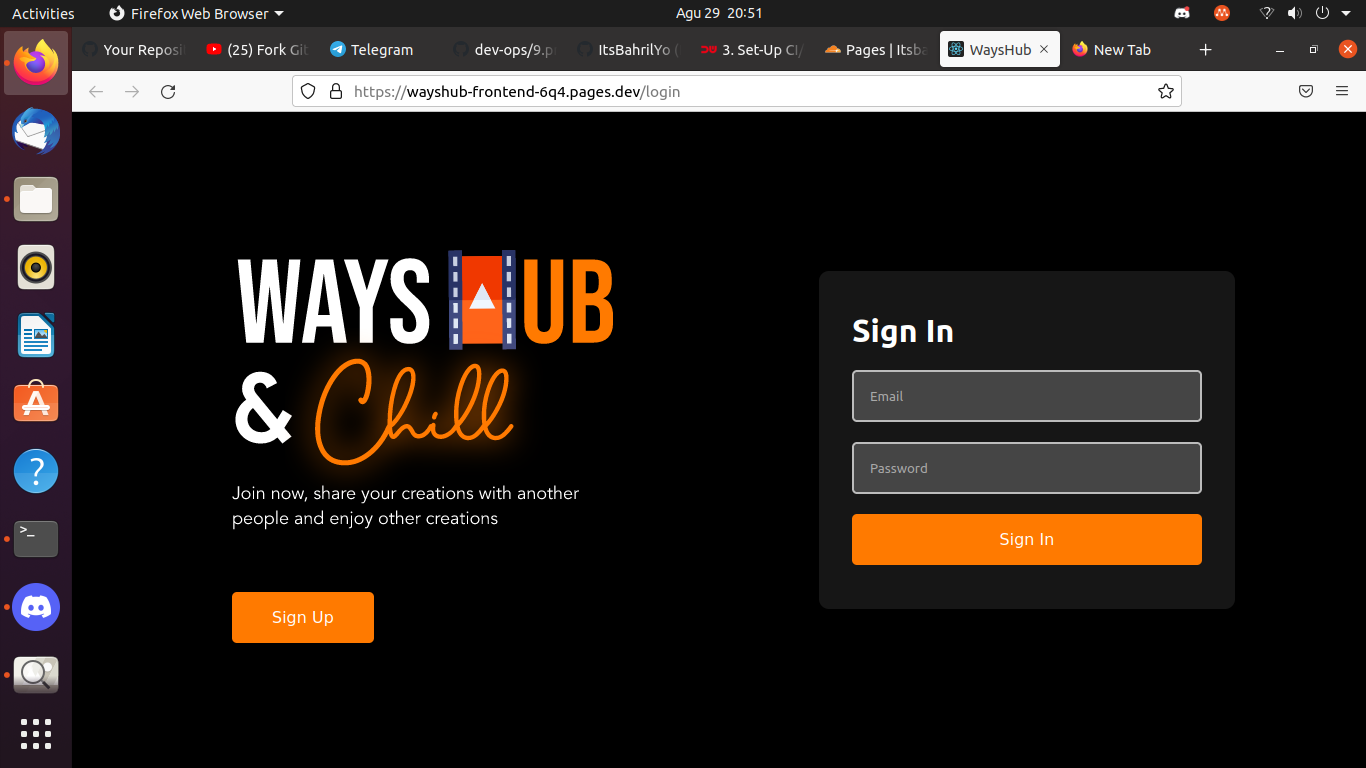 Activities
Firefox Web Browser
Agu 29 20:51
Your Reposi
(25) Fork Git
Telegram
dev-ops/9.p
ItsBahrilYo (
3. Set-Up CI/
Pages | Itsba
WaysHub
New Tab
https://wayshub-frontend-6q4.pages.dev/login
WAYS HUB
& Chill
Join now, share your creations with another
people and enjoy other creations
Sign Up
Sign In
Email
Password
Sign In